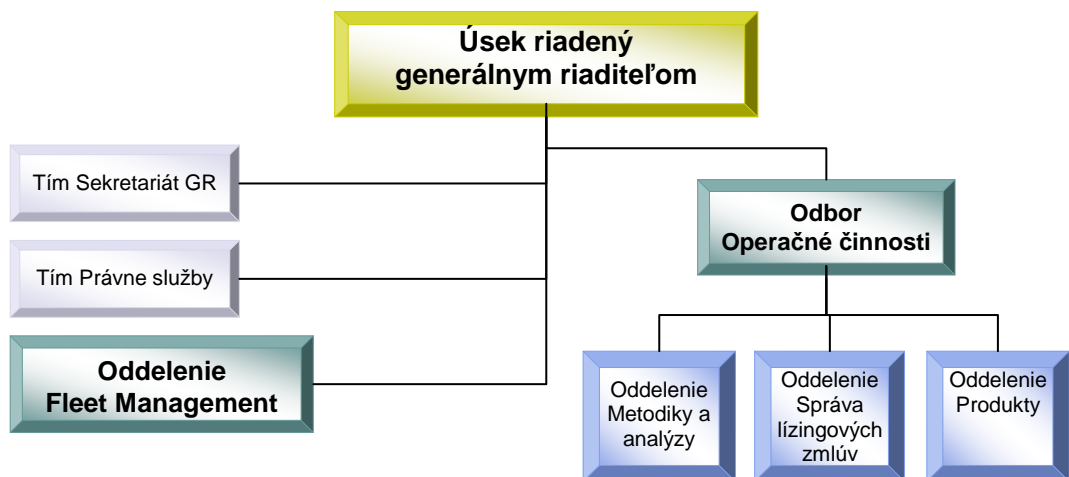 Úsek riadený
generálnym riaditeľom
Tím Sekretariát GR
Odbor
Operačné činnosti
Tím Právne služby
Oddelenie
Fleet Management
Oddelenie
Metodiky a
analýzy
Oddelenie
Správa
lízingových
zmlúv
Oddelenie
Produkty